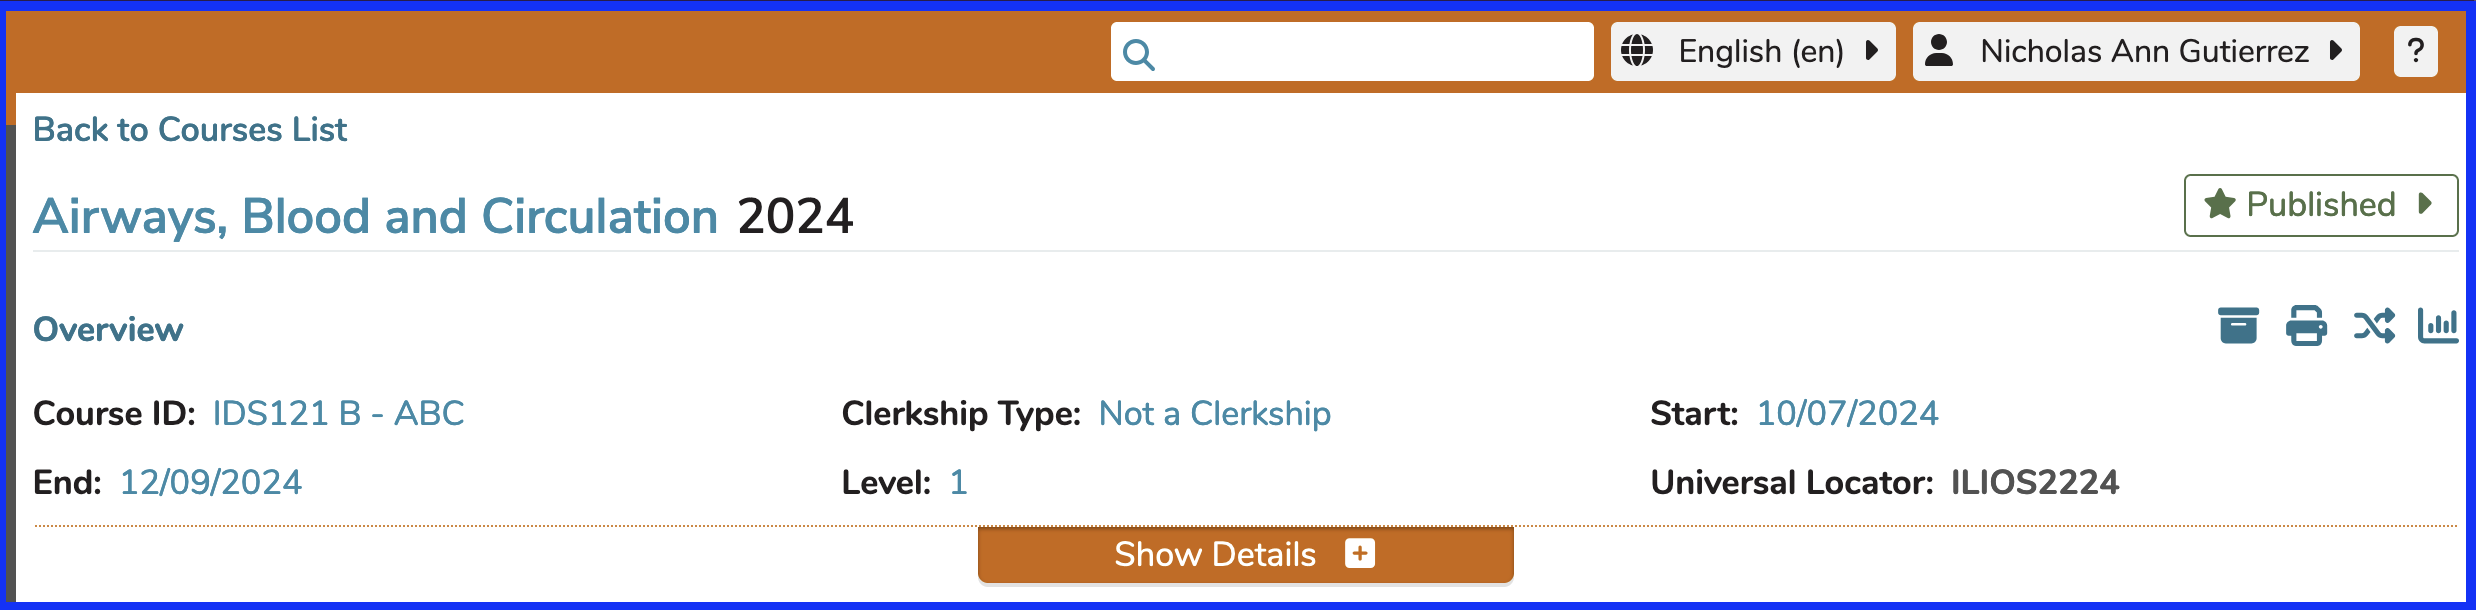 English (en) Nicholas Ann Gutierrez ?
Back to Courses List
Airways, Blood and Circulation 2024
Published
Overview
Course ID: IDS121 B - ABC Clerkship Type: Not a Clerkship Start: 10/07/2024
End: 12/09/2024 Level: 1 Universal Locator: ILIOS2224
Show Details